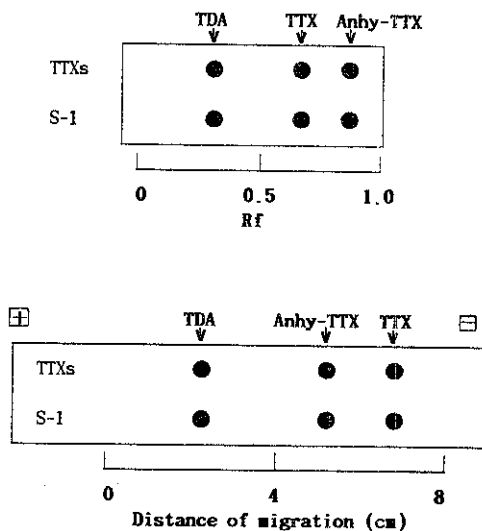 TDA TTX Anhy-TTX
TTXs
S-1
0 0.5 1.0
Rf
+ −
TDA Anhy-TTX TTX
TTXs
S-1
0 4 8
Distance of migration (cm)